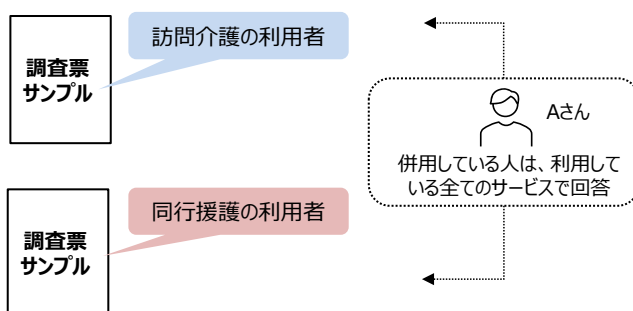 訪問介護の利用者
調査票
サンプル
Aさん
併用している人は、利用して
いる全てのサービスで回答
同行援護の利用者
調査票
サンプル